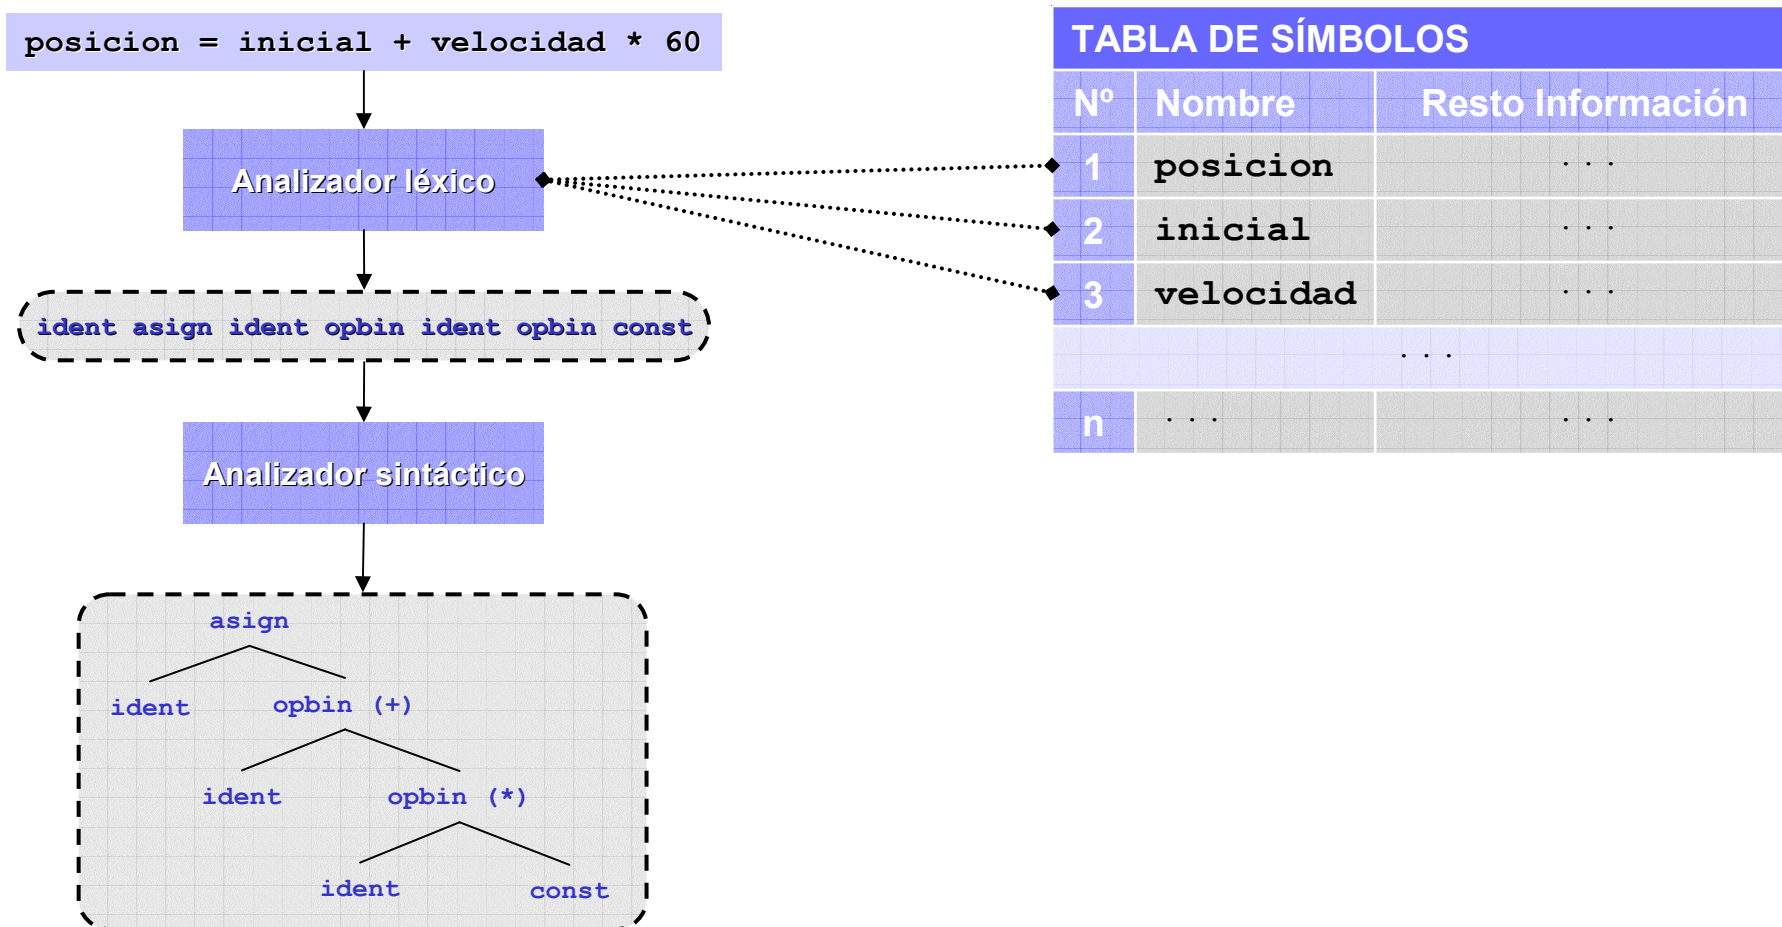 posicion = inicial + velocidad * 60
Analizador léxico
ident asign ident opbin ident opbin const
Analizador sintáctico
asign
ident opbin (+)
ident opbin (*)
ident const
TABLA DE SÍMBOLOS
Nº Nombre Resto Información
1 posicion . . .
2 inicial . . .
3 velocidad . . .
. . .
n . . . . . .